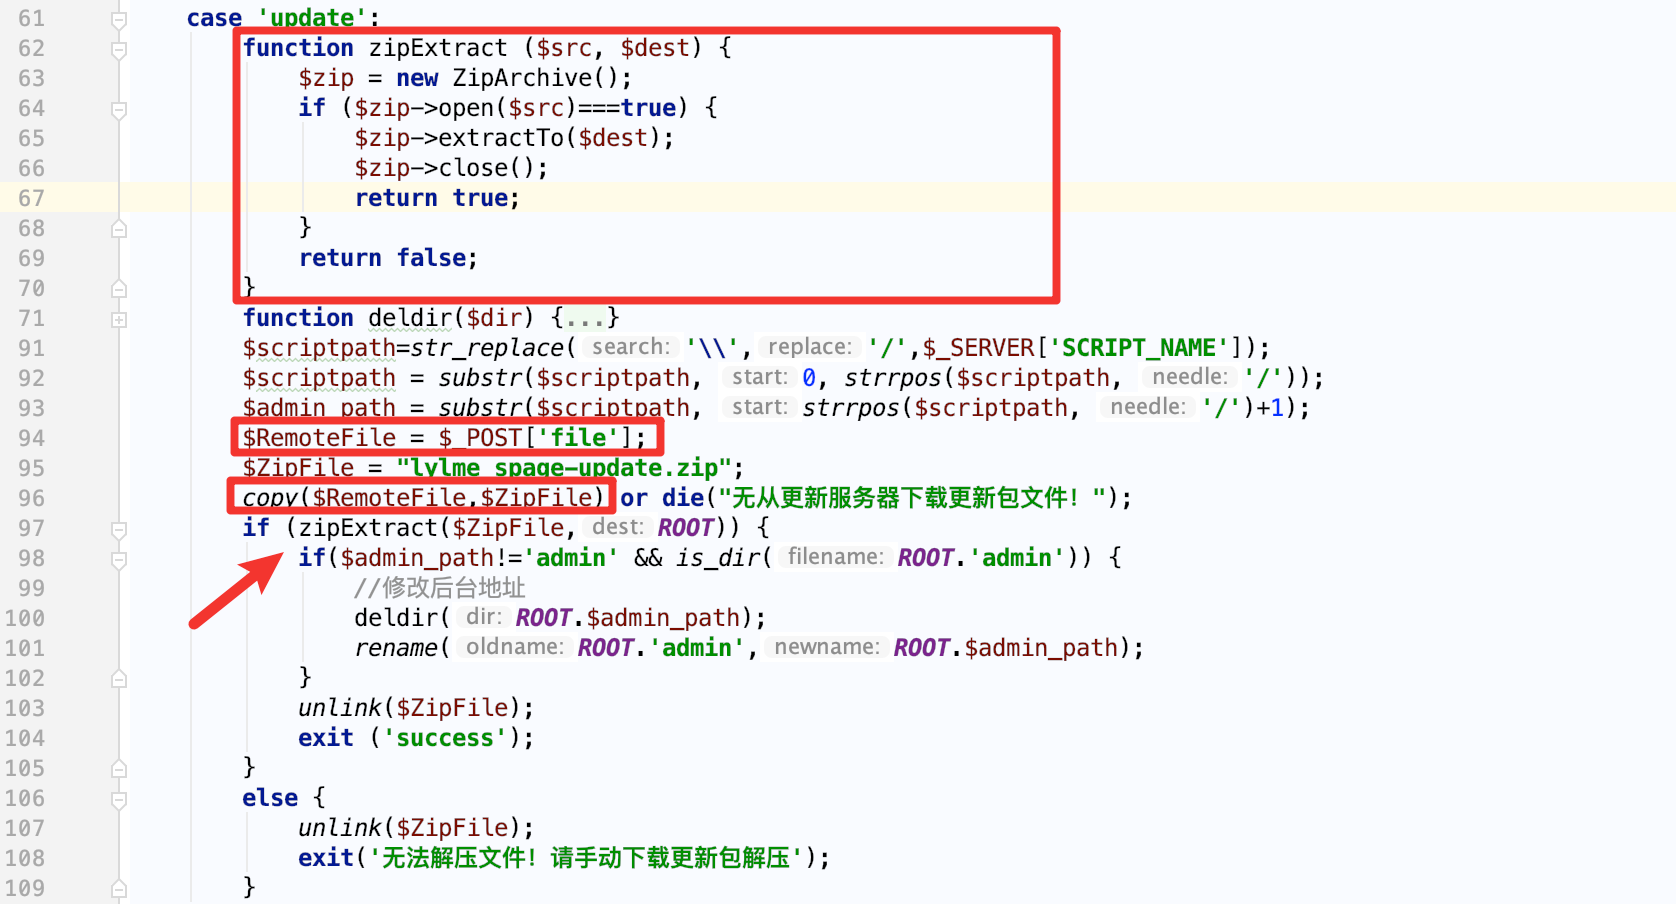 61 case 'update':
62 function zipExtract ($src, $dest) {
63 $zip = new ZipArchive();
64 if ($zip->open($src)===true) {
65 $zip->extractTo($dest);
66 $zip->close();
67 return true;
68 }
69 return false;
70 }
71 function deldir($dir) {...}
91 $scriptpath=str_replace( search: '\\', replace: '/',$_SERVER['SCRIPT_NAME']);
92 $scriptpath = substr($scriptpath, start: 0, strrpos($scriptpath, needle: '/'));
93 $admin_path = substr($scriptpath, start: strrpos($scriptpath, needle: '/')+1);
94 $RemoteFile = $_POST['file'];
95 $ZipFile = "lylme_spage-update.zip";
96 copy($RemoteFile,$ZipFile) or die("无从更新服务器下载更新包文件！");
97 if (zipExtract($ZipFile, dest: ROOT)) {
98 if($admin_path!='admin' && is_dir( filename: ROOT.'admin')) {
99 //修改后台地址
100 deldir( dir: ROOT.$admin_path);
101 rename( oldname: ROOT.'admin', newname: ROOT.$admin_path);
102 }
103 unlink($ZipFile);
104 exit ('success');
105 }
106 else {
107 unlink($ZipFile);
108 exit('无法解压文件！请手动下载更新包解压');
109 }